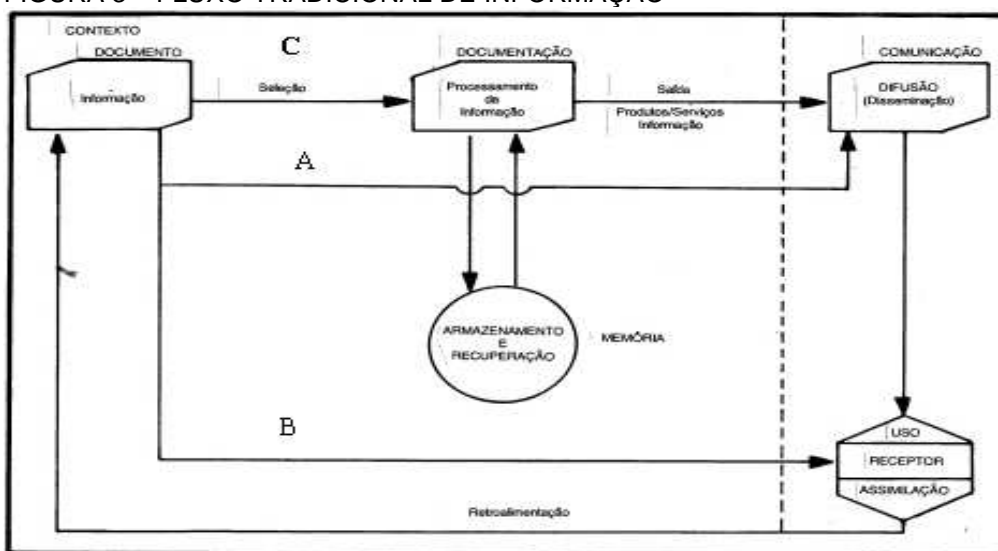 CONTEXTO
DOCUMENTO
C
DOCUMENTAÇÃO
COMUNICAÇÃO
Informação
Seleção
Processamento
da
Informação
Saída
Produtos/Serviços
Informação
DIFUSÃO
(Disseminação)
A
ARMAZENAMENTO
E
RECUPERAÇÃO
MEMÓRIA
B
USO
RECEPTOR
ASSIMILAÇÃO
Retroalimentação